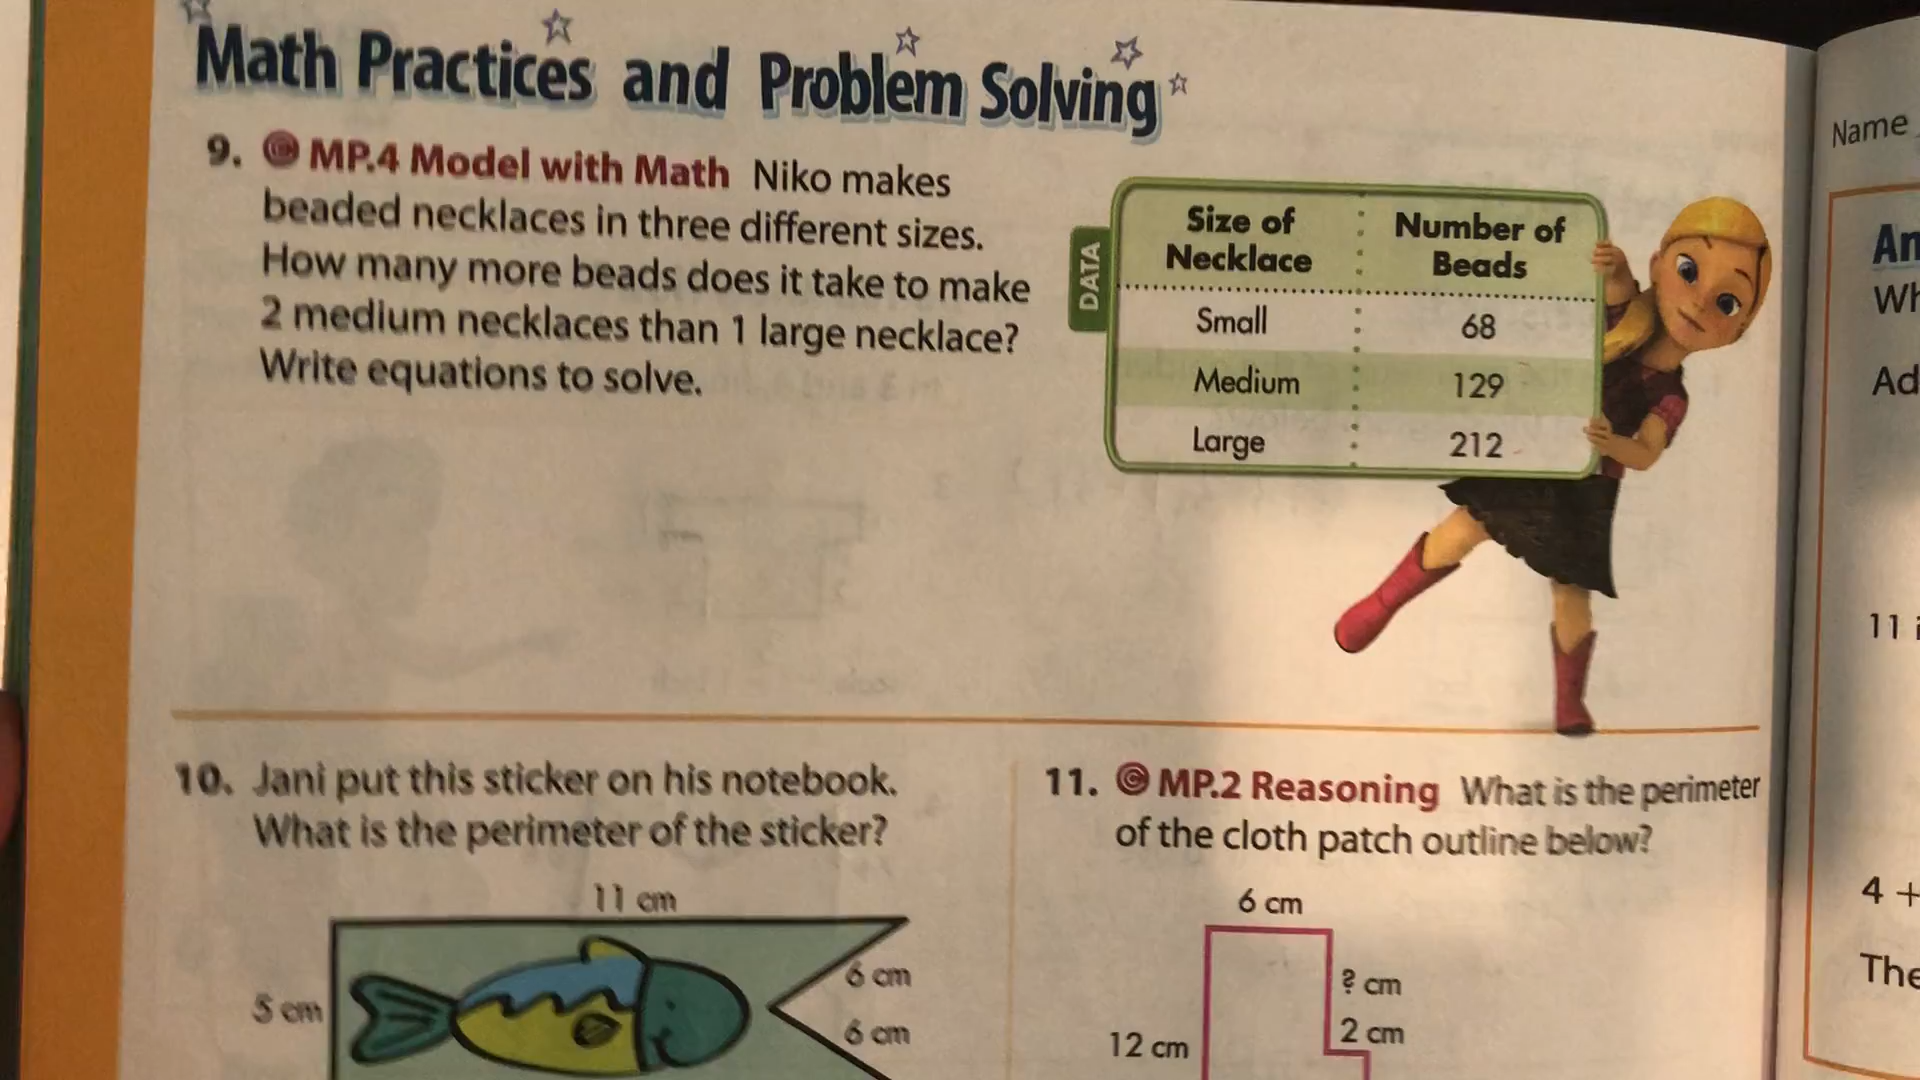 Math Practices and Problem Solving
9. MP.4 Model with Math Niko makes
beaded necklaces in three different sizes.
How many more beads does it take to make
2 medium necklaces than 1 large necklace?
Write equations to solve.
DATA
Size of Necklace Number of Beads
Small 68
Medium 129
Large 212
10. Jani put this sticker on his notebook.
What is the perimeter of the sticker?
11 cm
5 cm
6 cm
6 cm
11. MP.2 Reasoning What is the perimeter
of the cloth patch outline below?
6 cm
? cm
2 cm
12 cm
Name
11
4 +